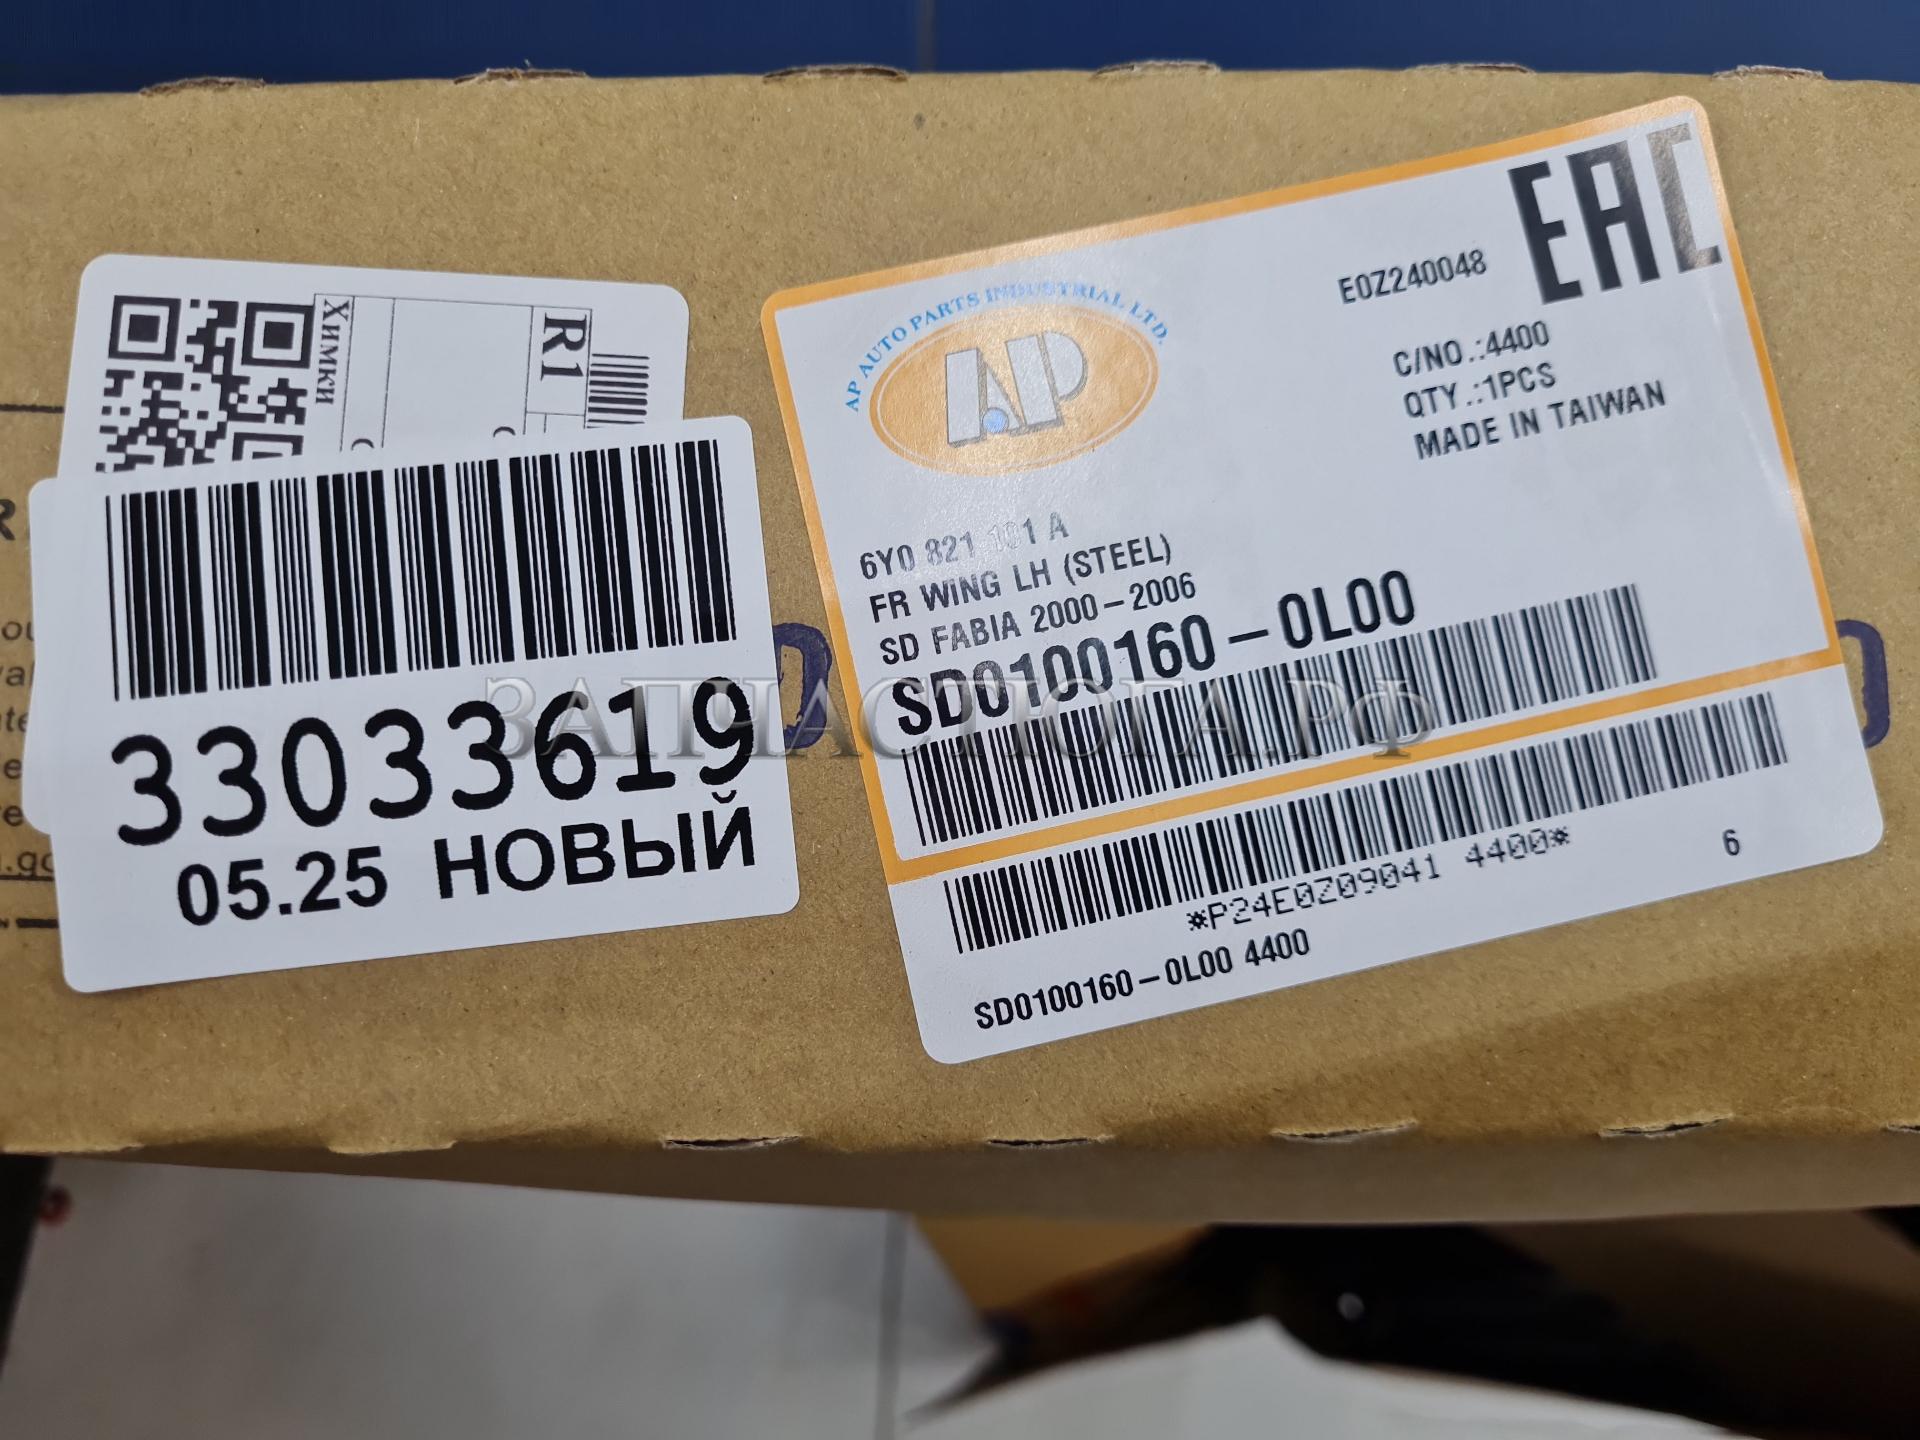 Химки
R1
33033619
05.25 НОВЫЙ
AP AUTO PARTS INDUSTRIAL LTD.
AP
E0Z240048
EAC
C/NO.:4400
QTY.:1PCS
MADE IN TAIWAN
6Y0 821 101 A
FR WING LH (STEEL)
SD FABIA 2000-2006
SD0100160-0L00
*P24E0Z09041 4400*
6
SD0100160-0L00 4400
ЗАПЧАСТЮГА.РФ